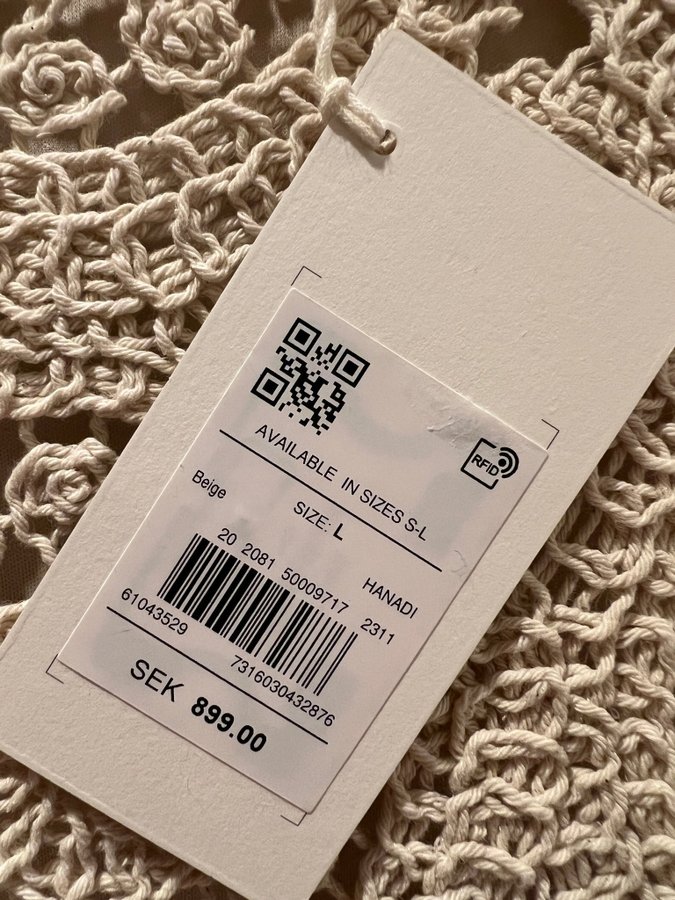 RFID
AVAILABLE IN SIZES S-L
Beige
SIZE: L
HANADI
20 2081 50009717 2311
61043529
7316030432876
SEK 899.00